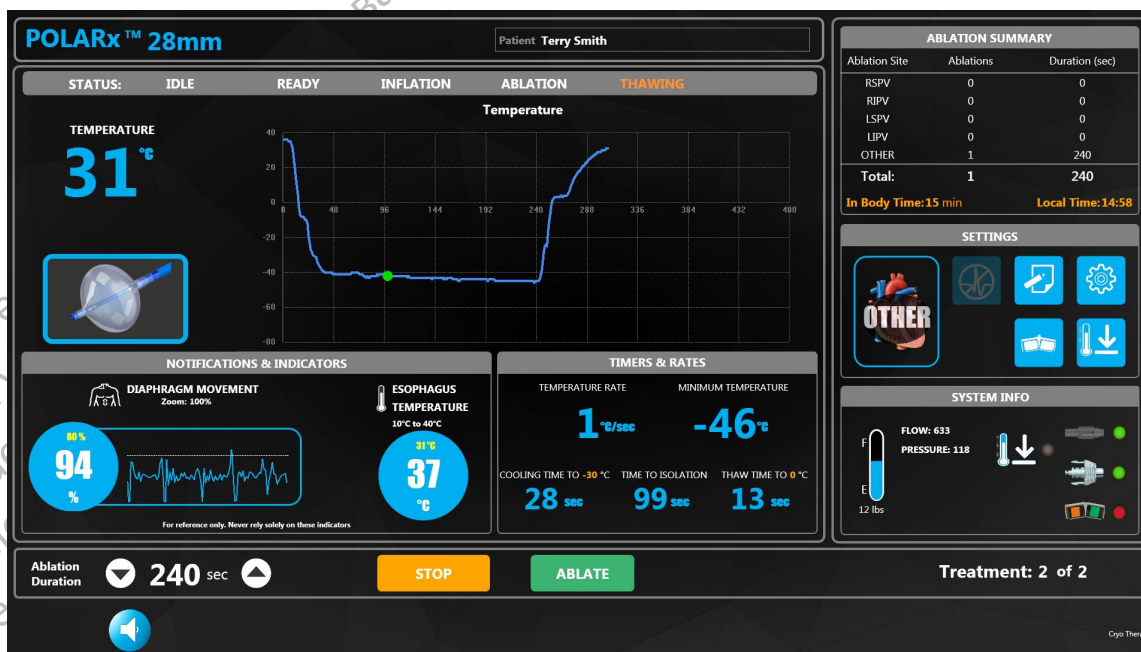 POLARx™ 28mm
Patient Terry Smith
STATUS: IDLE READY INFLATION ABLATION THAWING
TEMPERATURE
31 °C
Temperature
40
20
0
-20
-40
-60
-80
0 48 96 144 192 240 288 336 384 432 480
NOTIFICATIONS & INDICATORS
DIAPHRAGM MOVEMENT
Zoom: 100%
80 %
94
%
ESOPHAGUS
TEMPERATURE
10°C to 40°C
31°C
37
°C
For reference only. Never rely solely on these indicators
TIMERS & RATES
TEMPERATURE RATE MINIMUM TEMPERATURE
1 °C/sec -46 °C
COOLING TIME TO -30 °C TIME TO ISOLATION THAW TIME TO 0 °C
28 sec 99 sec 13 sec
ABLATION SUMMARY
Ablation Site Ablations Duration (sec)
RSPV 0 0
RIPV 0 0
LSPV 0 0
LIPV 0 0
OTHER 1 240
Total: 1 240
In Body Time: 15 min Local Time: 14:58
SETTINGS
OTHER
SYSTEM INFO
F
E
12 lbs
FLOW: 633
PRESSURE: 118
Ablation
Duration
240 sec
STOP
ABLATE
Treatment: 2 of 2